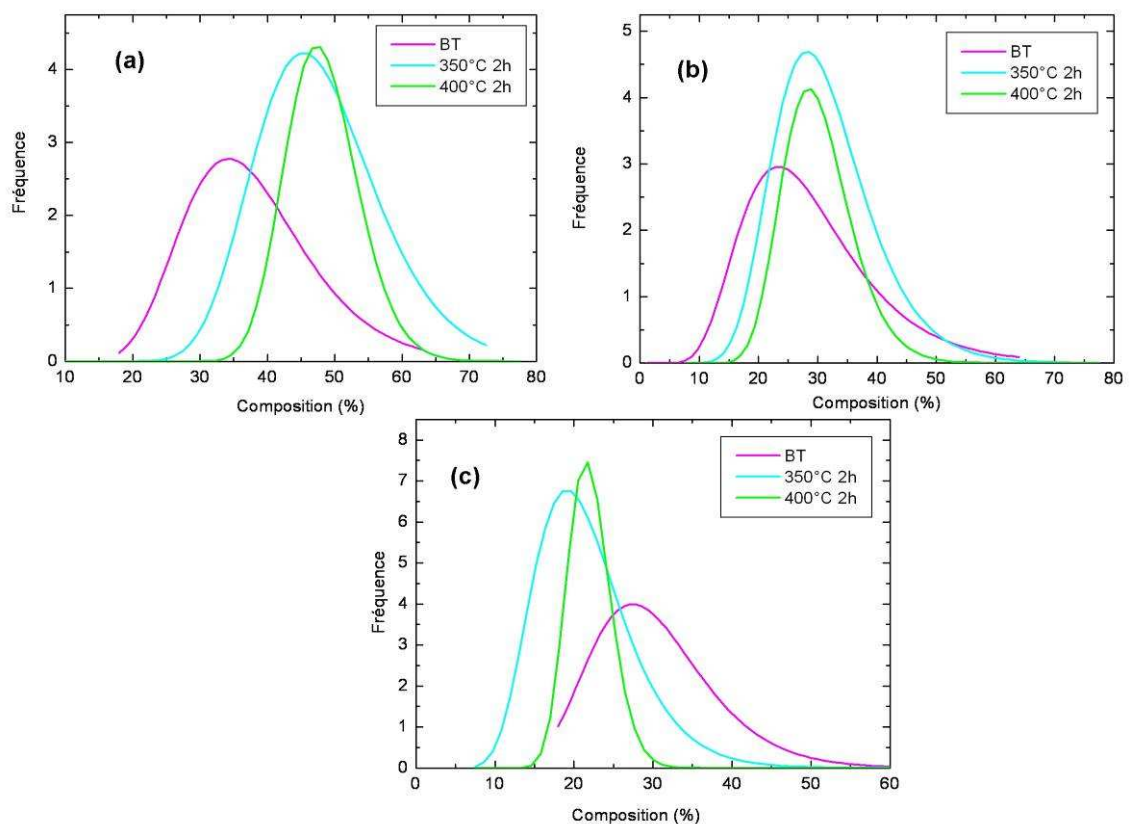 (a)
BT
350°C 2h
400°C 2h
Fréquence
4
3
2
1
0
10 20 30 40 50 60 70 80
Composition (%)
(b)
BT
350°C 2h
400°C 2h
Fréquence
5
4
3
2
1
0
0 10 20 30 40 50 60 70 80
Composition (%)
(c)
BT
350°C 2h
400°C 2h
Fréquence
8
7
6
5
4
3
2
1
0
0 10 20 30 40 50 60
Composition (%)